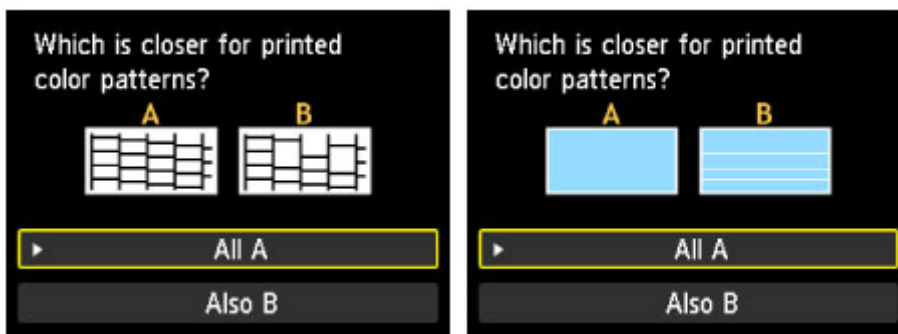 Which is closer for printed
color patterns?
A B
All A
Also B
Which is closer for printed
color patterns?
A B
All A
Also B